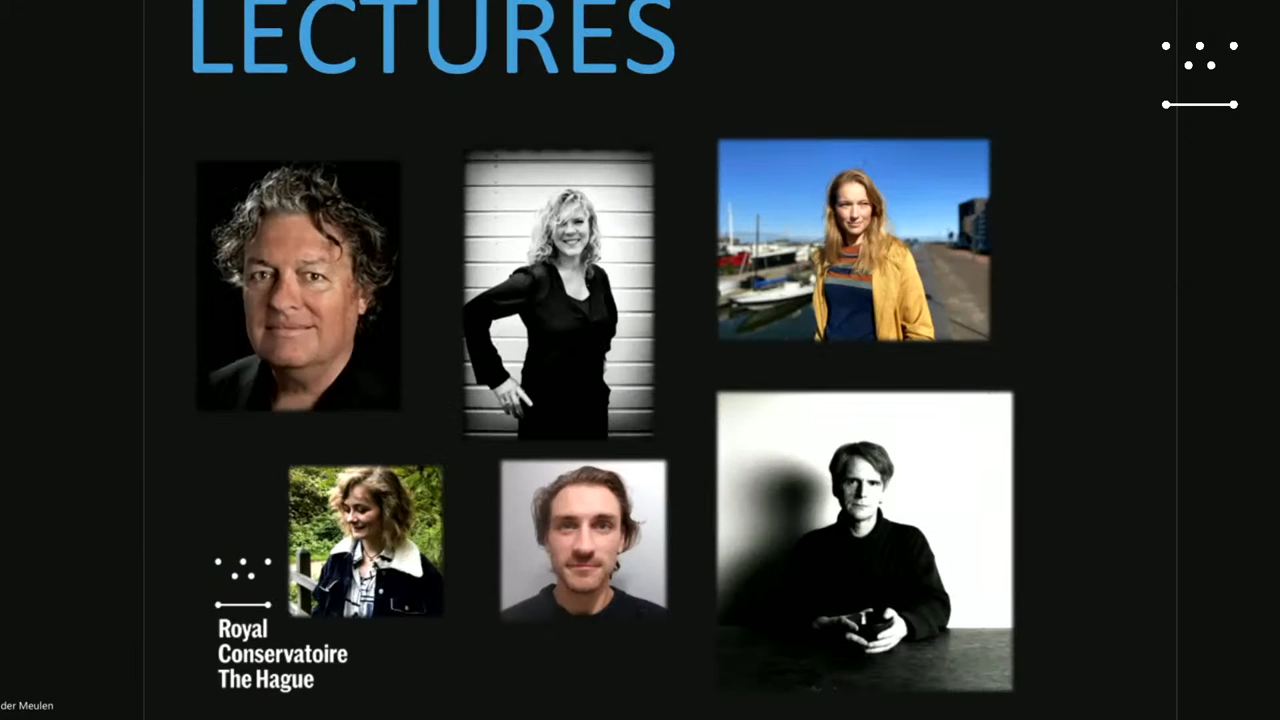 LECTURES
Royal
Conservatoire
The Hague
der Meulen